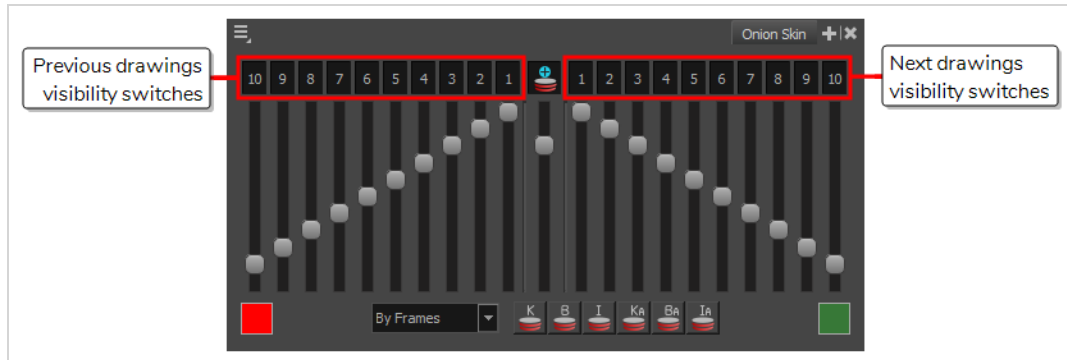 Onion Skin
Previous drawings
visibility switches
10 9 8 7 6 5 4 3 2 1
1 2 3 4 5 6 7 8 9 10
Next drawings
visibility switches
By Frames
K B I KA BA IA